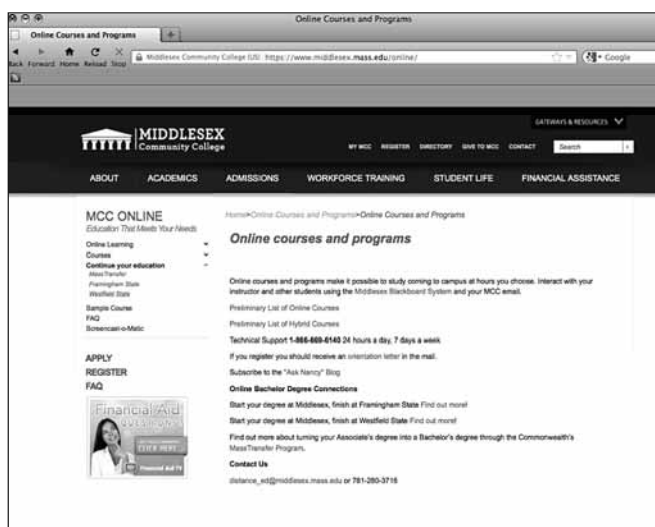 Online Courses and Programs
Online Courses and Programs
Back Forward Home Reload Stop
Middlesex Community College (US) https://www.middlesex.mass.edu/online/
Google
GATEWAYS & RESOURCES
MIDDLESEX
Community College
MY MCC REGISTER DIRECTORY GIVE TO MCC CONTACT Search
ABOUT ACADEMICS ADMISSIONS WORKFORCE TRAINING STUDENT LIFE FINANCIAL ASSISTANCE
MCC ONLINE
Education That Meets Your Needs
Online Learning
Courses
Continue your education
MassTransfer
Framingham State
Westfield State
Sample Course
FAQ
Screencast-o-Matic
APPLY
REGISTER
FAQ
Financial Aid
QUESTIONS?
CLICK HERE
Financial Aid TV
Home>Online Courses and Programs>Online Courses and Programs
Online courses and programs
Online courses and programs make it possible to study coming to campus at hours you choose. Interact with your
instructor and other students using the Middlesex Blackboard System and your MCC email.
Preliminary List of Online Courses
Preliminary List of Hybrid Courses
Technical Support 1-866-669-6140 24 hours a day, 7 days a week
If you register you should receive an orientation letter in the mail.
Subscribe to the "Ask Nancy" Blog
Online Bachelor Degree Connections
Start your degree at Middlesex, finish at Framingham State Find out more!
Start your degree at Middlesex, finish at Westfield State Find out more!
Find out more about turning your Associate's degree into a Bachelor's degree through the Commonwealth's
MassTransfer Program.
Contact Us
distance_ed@middlesex.mass.edu or 781-280-3716